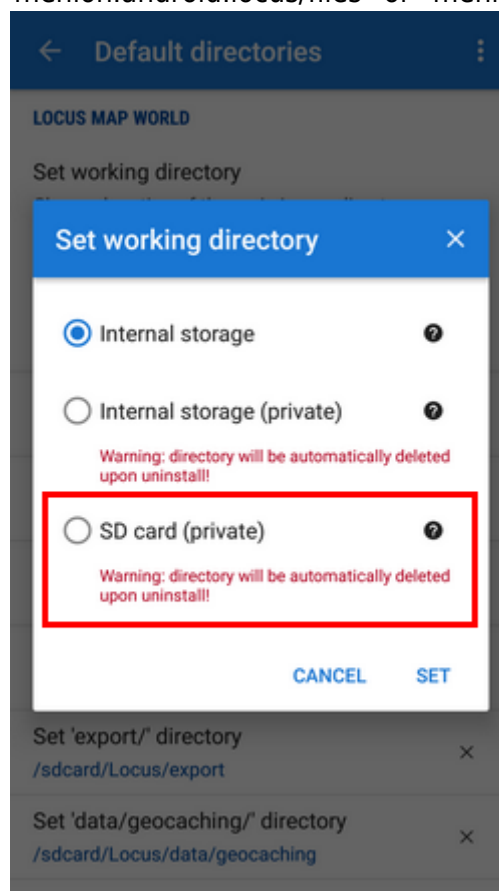 Default directories
LOCUS MAP WORLD
Set working directory
Set working directory
Internal storage
Internal storage (private)
Warning: directory will be automatically deleted
upon uninstall!
SD card (private)
Warning: directory will be automatically deleted
upon uninstall!
CANCEL SET
Set 'export/' directory
/sdcard/Locus/export
Set 'data/geocaching/' directory
/sdcard/Locus/data/geocaching